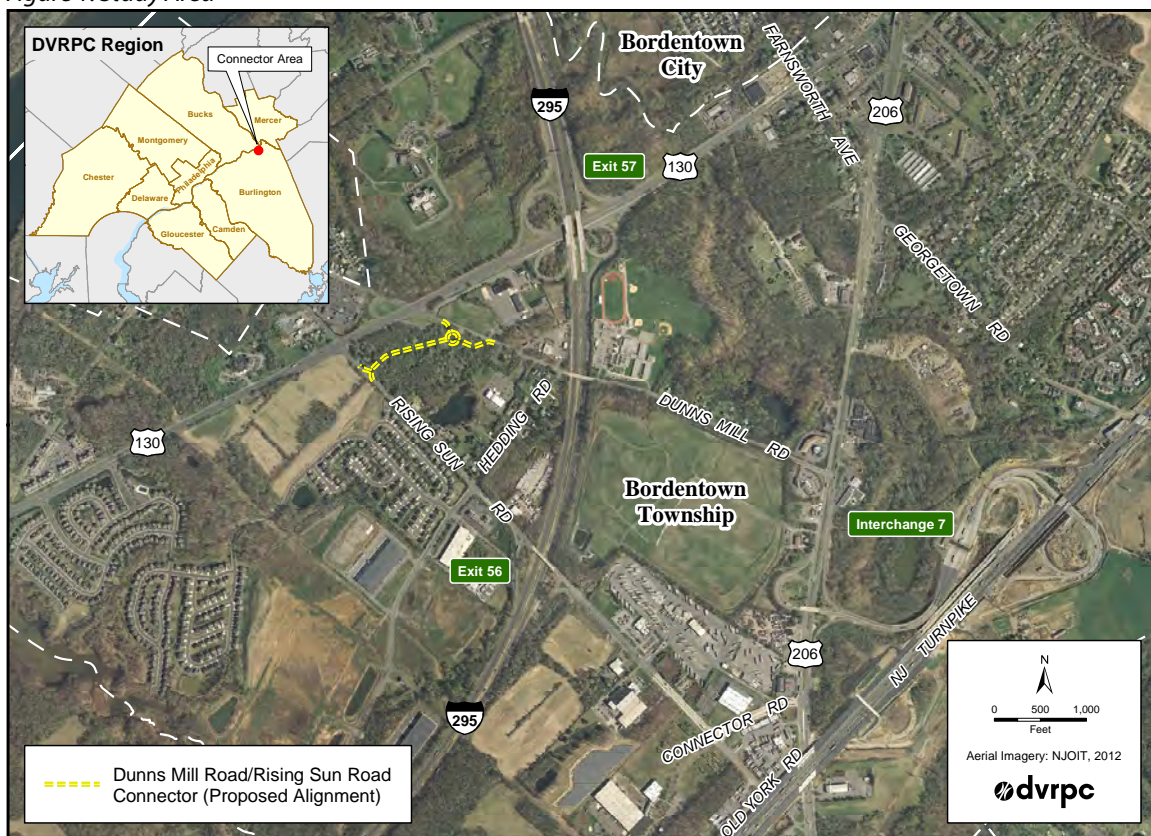 DVRPC Region
Connector Area
Bucks
Mercer
Montgomery
Chester
Philadelphia
Delaware
Burlington
Camden
Gloucester
Bordentown
City
FARNSWORTH AVE
295
206
Exit 57
130
GEORGETOWN RD
RISING SUN RD
HEDDING RD
DUNNS MILL RD
130
Bordentown
Township
Interchange 7
Exit 56
NJ TURNPIKE
206
295
CONNECTOR RD
OLD YORK RD
Dunns Mill Road/Rising Sun Road
Connector (Proposed Alignment)
N
0 500 1,000
Feet
Aerial Imagery: NJOIT, 2012
dvrpc